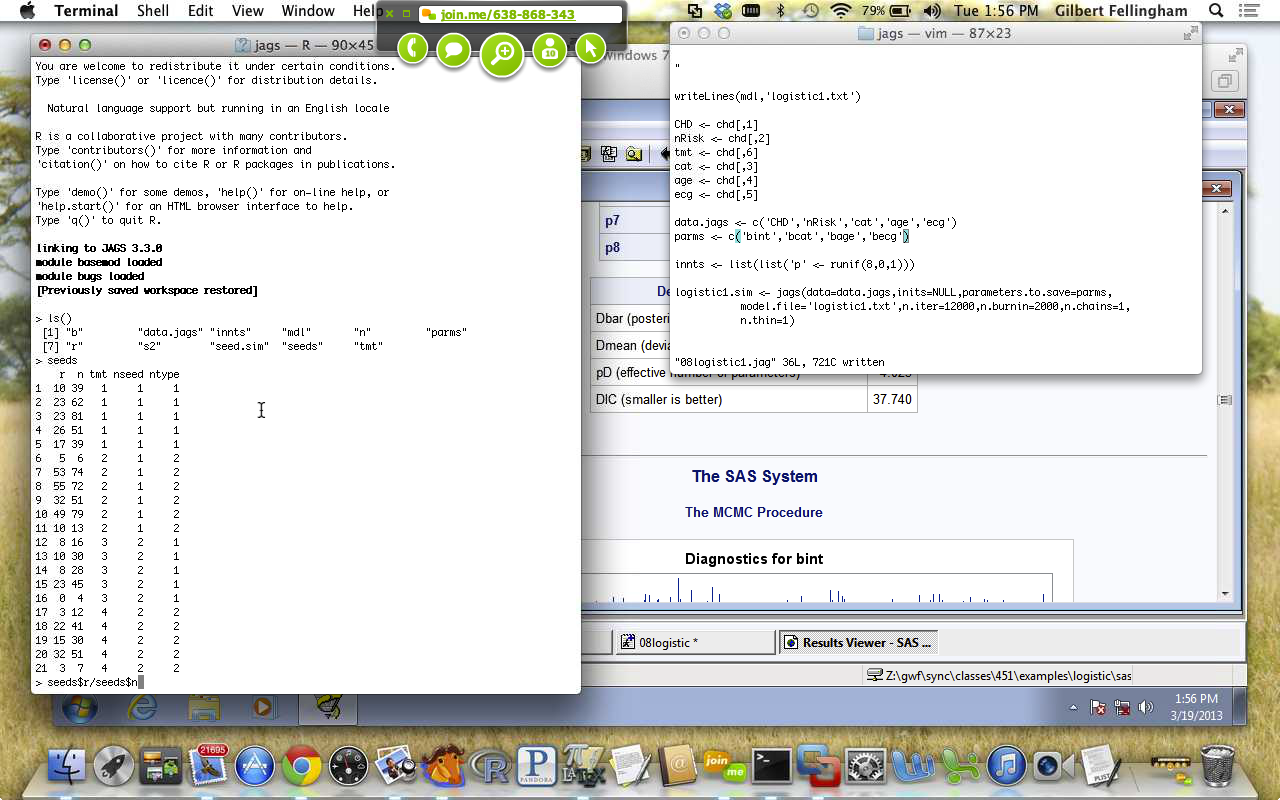 Terminal Shell Edit View Window Help
join.me/638-868-343
79%
Tue 1:56 PM Gilbert Fellingham
10
jags — R — 90×45
You are welcome to redistribute it under certain conditions.
Type 'license()' or 'licence()' for distribution details.
Natural language support but running in an English locale
R is a collaborative project with many contributors.
Type 'contributors()' for more information and
'citation()' on how to cite R or R packages in publications.
Type 'demo()' for some demos, 'help()' for on-line help, or
'help.start()' for an HTML browser interface to help.
Type 'q()' to quit R.
linking to JAGS 3.3.0
module basemod loaded
module bugs loaded
[Previously saved workspace restored]
> ls()
[1] "b" "data.jags" "innts" "mdl" "n" "parms"
[7] "r" "s2" "seed.sim" "seeds" "tmt"
> seeds
r n tmt nseed ntype
1 10 39 1 1 1
2 23 62 1 1 1
3 23 81 1 1 1
4 26 51 1 1 1
5 17 39 1 1 1
6 5 6 2 1 2
7 53 74 2 1 2
8 55 72 2 1 2
9 32 51 2 1 2
10 49 79 2 1 2
11 10 13 2 1 2
12 8 16 3 2 1
13 10 30 3 2 1
14 8 28 3 2 1
15 23 45 3 2 1
16 0 4 3 2 1
17 3 12 4 2 2
18 22 41 4 2 2
19 15 30 4 2 2
20 32 51 4 2 2
21 3 7 4 2 2
> seeds$r/seeds$n
jags — vim — 87×23
"
writeLines(mdl,'logistic1.txt')
CHD <- chd[,1]
nRisk <- chd[,2]
tmt <- chd[,6]
cat <- chd[,3]
age <- chd[,4]
ecg <- chd[,5]
data.jags <- c('CHD','nRisk','cat','age','ecg')
parms <- c('bint','bcat','bage','becg')
innts <- list(list('p' <- runif(8,0,1)))
logistic1.sim <- jags(data=data.jags,inits=NULL,parameters.to.save=parms,
model.file='logistic1.txt',n.iter=12000,n.burnin=2000,n.chains=1,
n.thin=1)
"08logistic1.jag" 36L, 721C written
Windows 7
p7
p8
Dbar (posteri
Dmean (devia
pD (effective number of parameters)
DIC (smaller is better) 37.740
The SAS System
The MCMC Procedure
Diagnostics for bint
08logistic *
Results Viewer - SAS ...
Z:\gwf\sync\classes\451\examples\logistic\sas
1:56 PM
3/19/2013
21695
PANDORA
join
me
PLIST